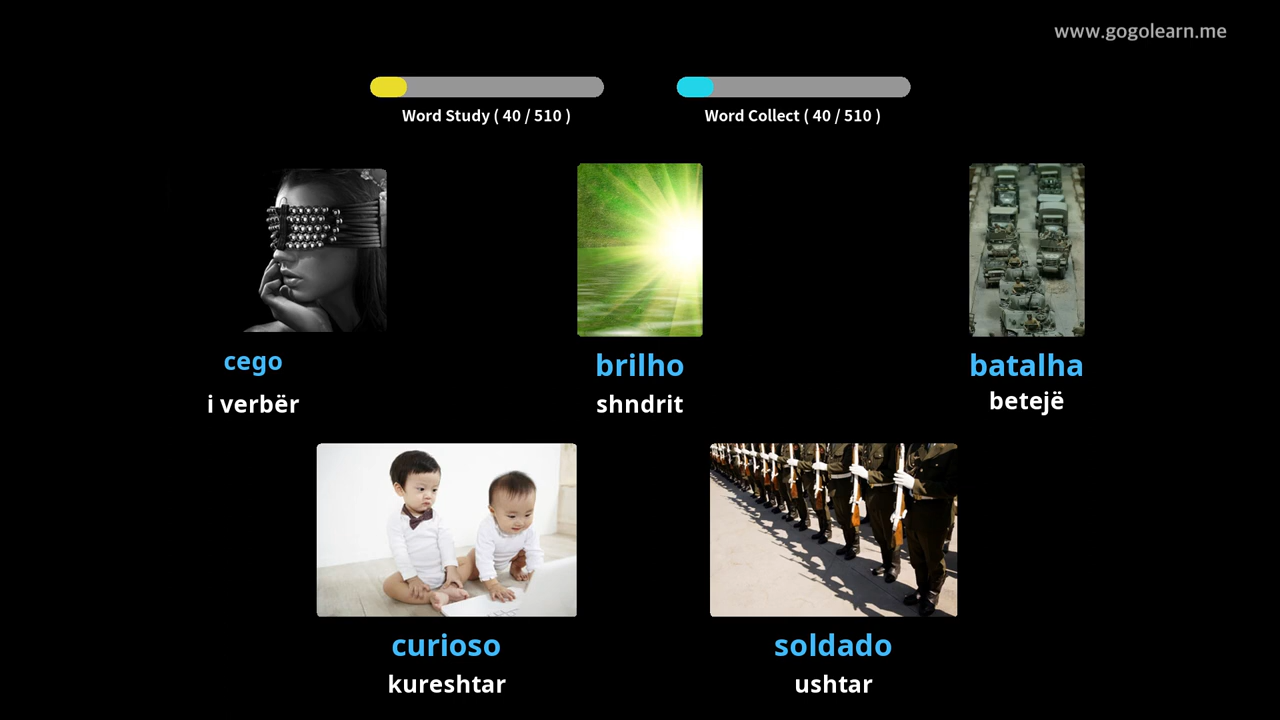 www.gogolearn.me
Word Study ( 40 / 510 )
Word Collect ( 40 / 510 )
cego
i verbër
brilho
shndrit
batalha
betejë
curioso
kureshtar
soldado
ushtar